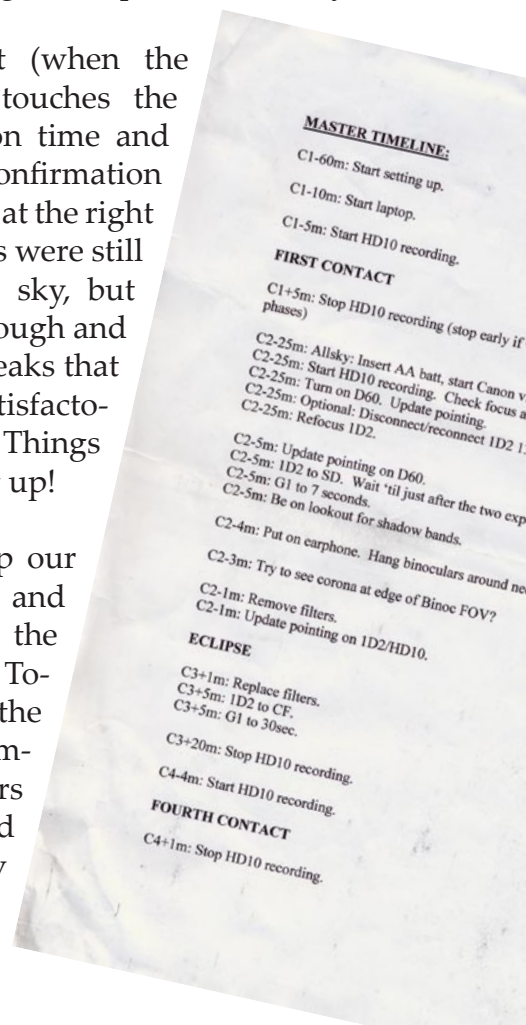 t (when the
touches the
on time and
onfirmation
at the right
s were still
sky, but
ough and
eaks that
tisfacto-
Things
up!
p our
and
the
To-
the
m-
rs
d
MASTER TIMELINE:
C1-60m: Start setting up.
C1-10m: Start laptop.
C1-5m: Start HD10 recording.
FIRST CONTACT
C1+5m: Stop HD10 recording (stop early if
phases)
C2-25m: Allsky: Insert AA batt, start Canon v
C2-25m: Start HD10 recording. Check focus a
C2-25m: Turn on D60. Update pointing.
C2-25m: Optional: Disconnect/reconnect 1D2 1
C2-25m: Refocus 1D2.
C2-5m: Update pointing on D60.
C2-5m: 1D2 to SD. Wait 'til just after the two exp
C2-5m: G1 to 7 seconds.
C2-5m: Be on lookout for shadow bands.
C2-4m: Put on earphone. Hang binoculars around ne
C2-3m: Try to see corona at edge of Binoc FOV?
C2-1m: Remove filters.
C2-1m: Update pointing on 1D2/HD10.
ECLIPSE
C3+1m: Replace filters.
C3+5m: 1D2 to CF.
C3+5m: G1 to 30sec.
C3+20m: Stop HD10 recording.
C4-4m: Start HD10 recording.
FOURTH CONTACT
C4+1m: Stop HD10 recording.